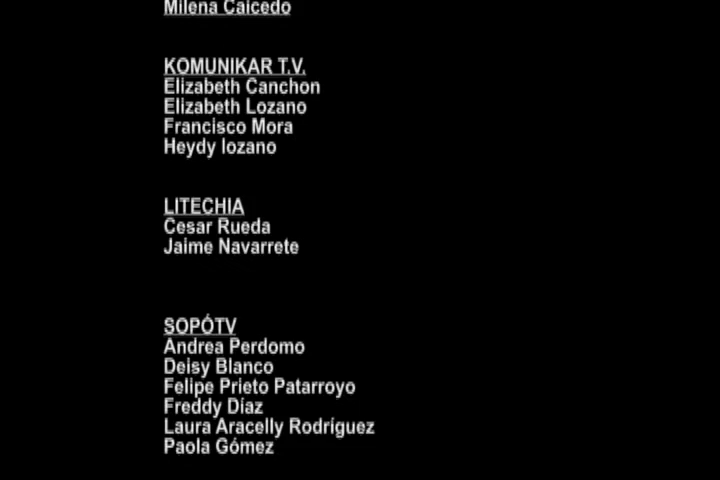 Milena Caicedo
KOMUNIKAR T.V.
Elizabeth Canchon
Elizabeth Lozano
Francisco Mora
Heydy lozano
LITECHIA
Cesar Rueda
Jaime Navarrete
SOPÓTV
Andrea Perdomo
Deisy Blanco
Felipe Prieto Patarroyo
Freddy Díaz
Laura Aracelly Rodríguez
Paola Gómez